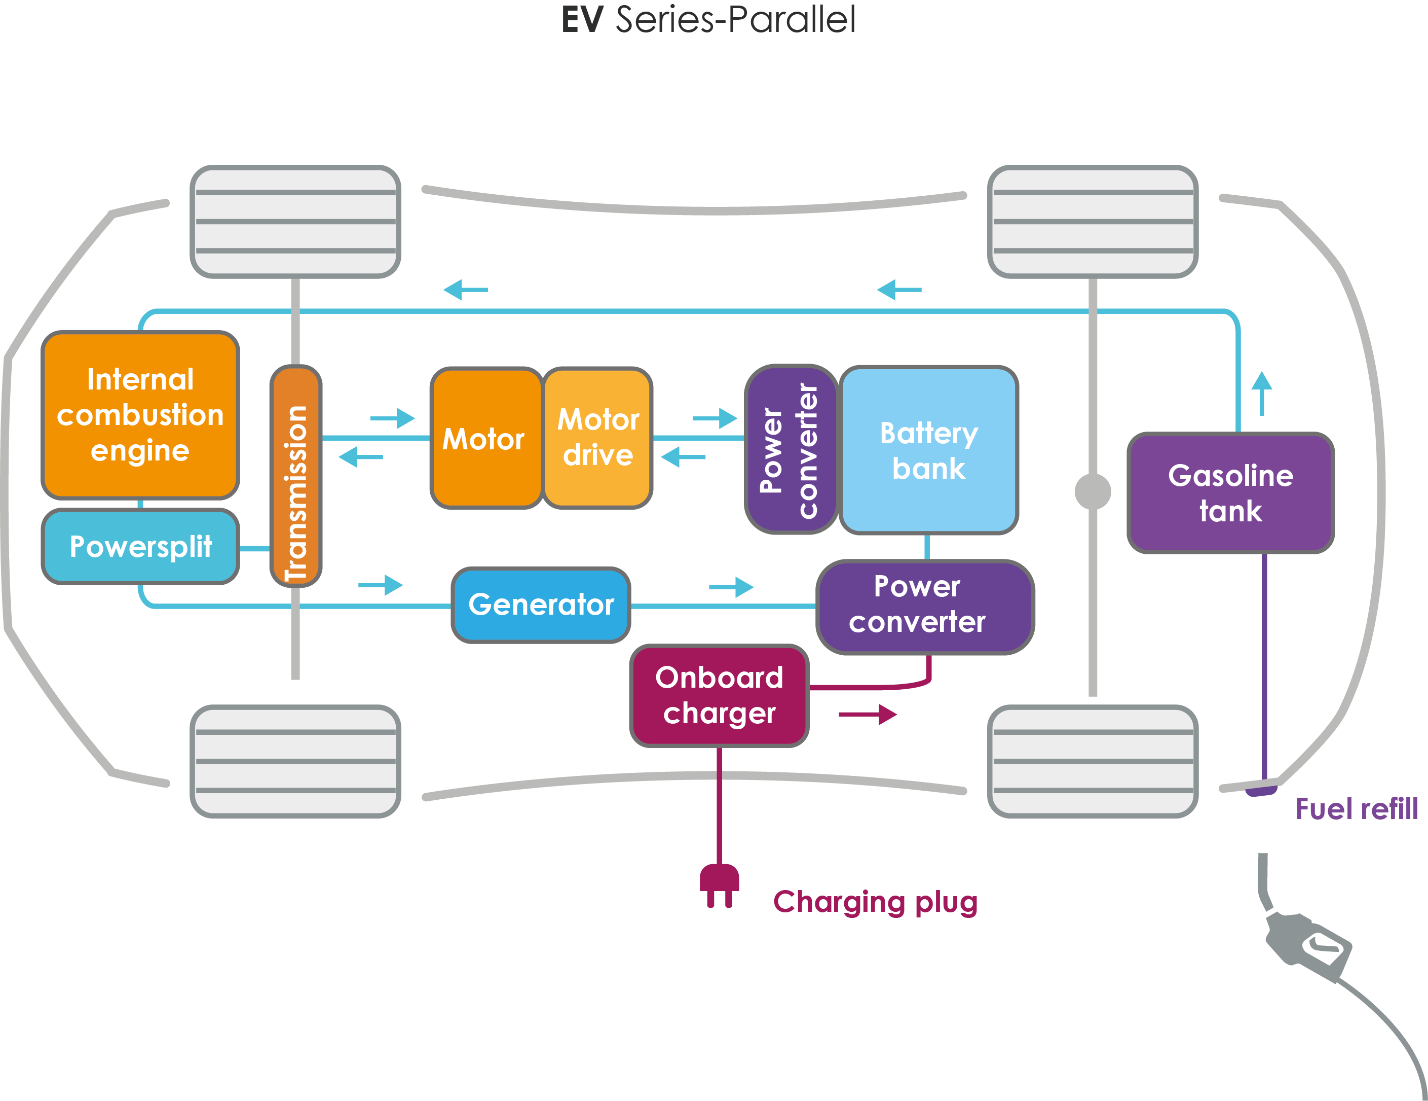 EV Series-Parallel
Internal
combustion
engine
Transmission
Motor
Motor
drive
Power
converter
Battery
bank
Gasoline
tank
Powersplit
Generator
Power
converter
Onboard
charger
Fuel refill
Charging plug